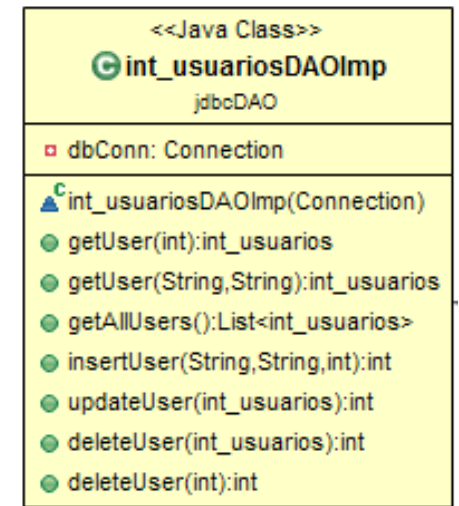 <<Java Class>>
C int_usuariosDAOImp
jdbcDAO
dbConn: Connection
C int_usuariosDAOImp(Connection)
getUser(int):int_usuarios
getUser(String,String):int_usuarios
getAllUsers():List<int_usuarios>
insertUser(String,String,int):int
updateUser(int_usuarios):int
deleteUser(int_usuarios):int
deleteUser(int):int